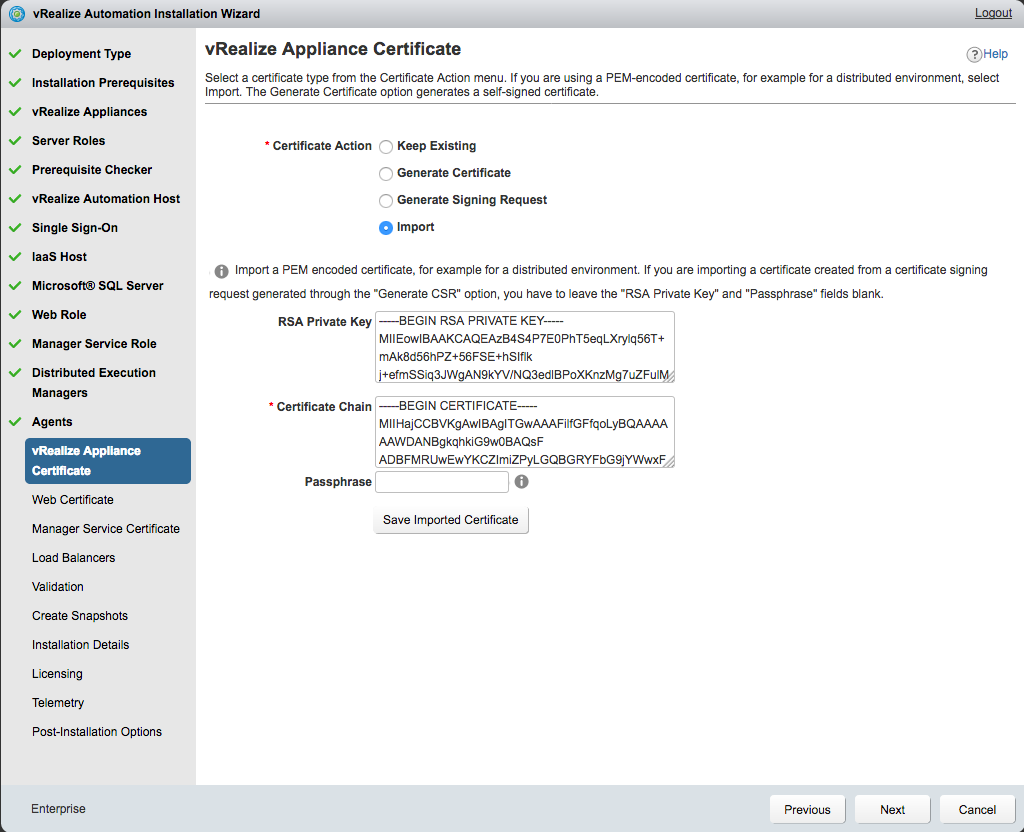 vRealize Automation Installation Wizard
Logout
Deployment Type
Installation Prerequisites
vRealize Appliances
Server Roles
Prerequisite Checker
vRealize Automation Host
Single Sign-On
IaaS Host
Microsoft® SQL Server
Web Role
Manager Service Role
Distributed Execution
Managers
Agents
vRealize Appliance
Certificate
Web Certificate
Manager Service Certificate
Load Balancers
Validation
Create Snapshots
Installation Details
Licensing
Telemetry
Post-Installation Options
vRealize Appliance Certificate
? Help
Select a certificate type from the Certificate Action menu. If you are using a PEM-encoded certificate, for example for a distributed environment, select
Import. The Generate Certificate option generates a self-signed certificate.
* Certificate Action
Keep Existing
Generate Certificate
Generate Signing Request
Import
Import a PEM encoded certificate, for example for a distributed environment. If you are importing a certificate created from a certificate signing
request generated through the "Generate CSR" option, you have to leave the "RSA Private Key" and "Passphrase" fields blank.
RSA Private Key
-----BEGIN RSA PRIVATE KEY-----
MIIEowIBAAKCAQEAzB4S4P7E0PhT5eqLXrylq56T+
mAk8d56hPZ+56FSE+hSIflk
j+efmSSiq3JWgAN9kYV/NQ3edlBPoXKnzMg7uZFulM
* Certificate Chain
-----BEGIN CERTIFICATE-----
MIIHajCCBVKgAwIBAgITGwAAAFilfGFfqoLyBQAAAA
AAWDANBgkqhkiG9w0BAQsF
ADBFMRUwEwYKCZImiZPyLGQBGRYFbG9jYWwxF
Passphrase
Save Imported Certificate
Enterprise
Previous
Next
Cancel